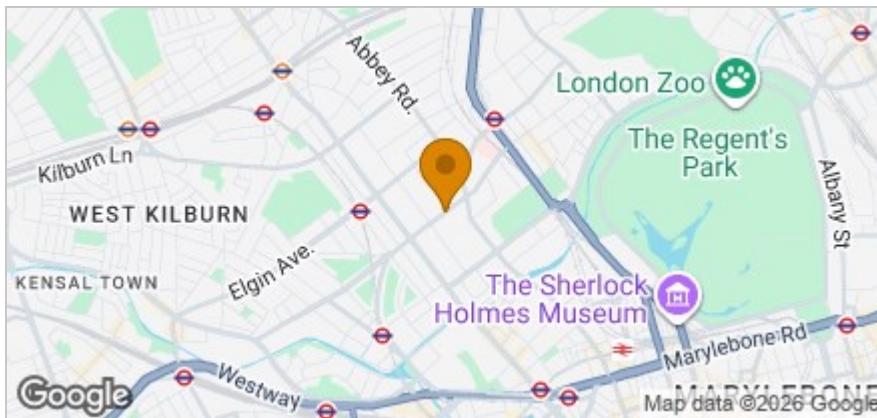 Abbey Rd.
London Zoo
The Regent's
Park
Albany St
Kilburn Ln
WEST KILBURN
Elgin Ave.
KENSAL TOWN
The Sherlock
Holmes Museum
Marylebone Rd
Westway
MARYLEBONE
Google
Map data ©2026 Google